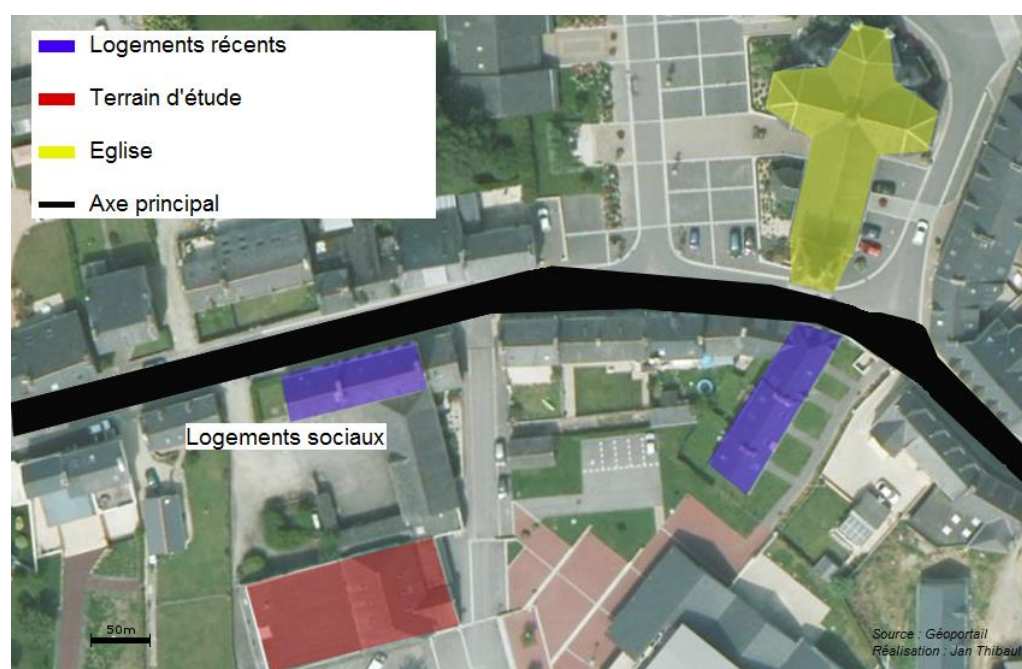 Logements récents
Terrain d'étude
Eglise
Axe principal
Logements sociaux
50m
Source : Géoportail
Réalisation : Jan Thibaul